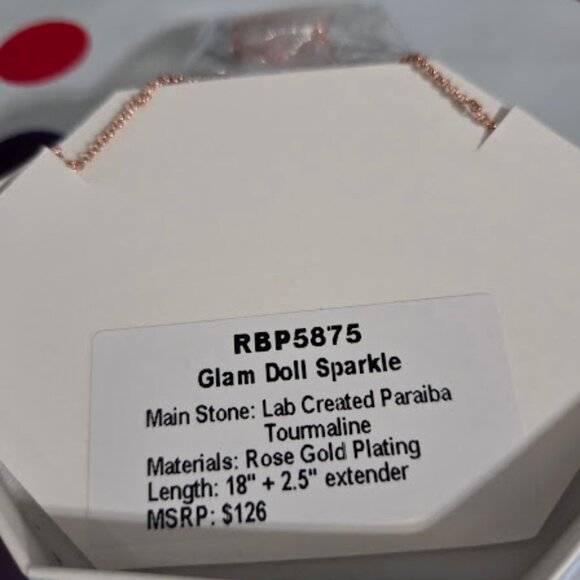 RBP5875
Glam Doll Sparkle
Main Stone: Lab Created Paraiba
Tourmaline
Materials: Rose Gold Plating
Length: 18" + 2.5" extender
MSRP: $126